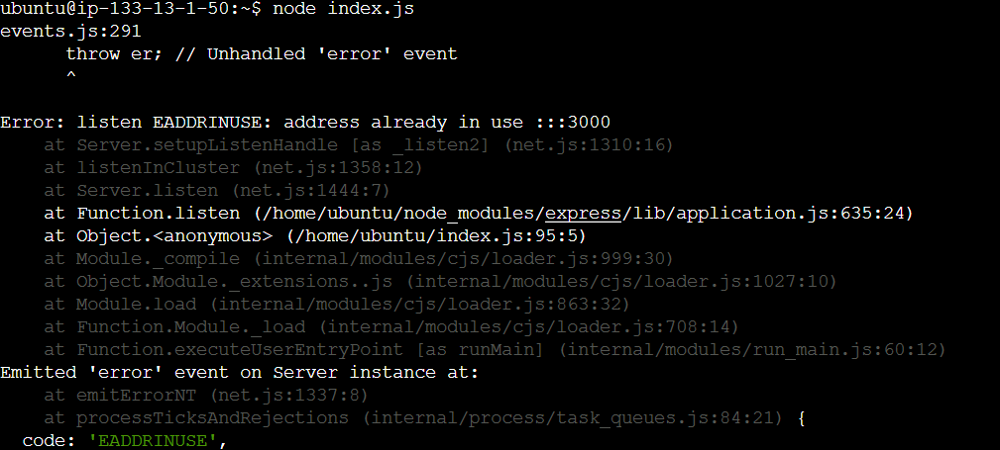 ubuntu@ip-133-13-1-50:~$ node index.js
events.js:291
      throw er; // Unhandled 'error' event
      ^

Error: listen EADDRINUSE: address already in use :::3000
    at Server.setupListenHandle [as _listen2] (net.js:1310:16)
    at listenInCluster (net.js:1358:12)
    at Server.listen (net.js:1444:7)
    at Function.listen (/home/ubuntu/node_modules/express/lib/application.js:635:24)
    at Object.<anonymous> (/home/ubuntu/index.js:95:5)
    at Module._compile (internal/modules/cjs/loader.js:999:30)
    at Object.Module._extensions..js (internal/modules/cjs/loader.js:1027:10)
    at Module.load (internal/modules/cjs/loader.js:863:32)
    at Function.Module._load (internal/modules/cjs/loader.js:708:14)
    at Function.executeUserEntryPoint [as runMain] (internal/modules/run_main.js:60:12)
Emitted 'error' event on Server instance at:
    at emitErrorNT (net.js:1337:8)
    at processTicksAndRejections (internal/process/task_queues.js:84:21) {
  code: 'EADDRINUSE',